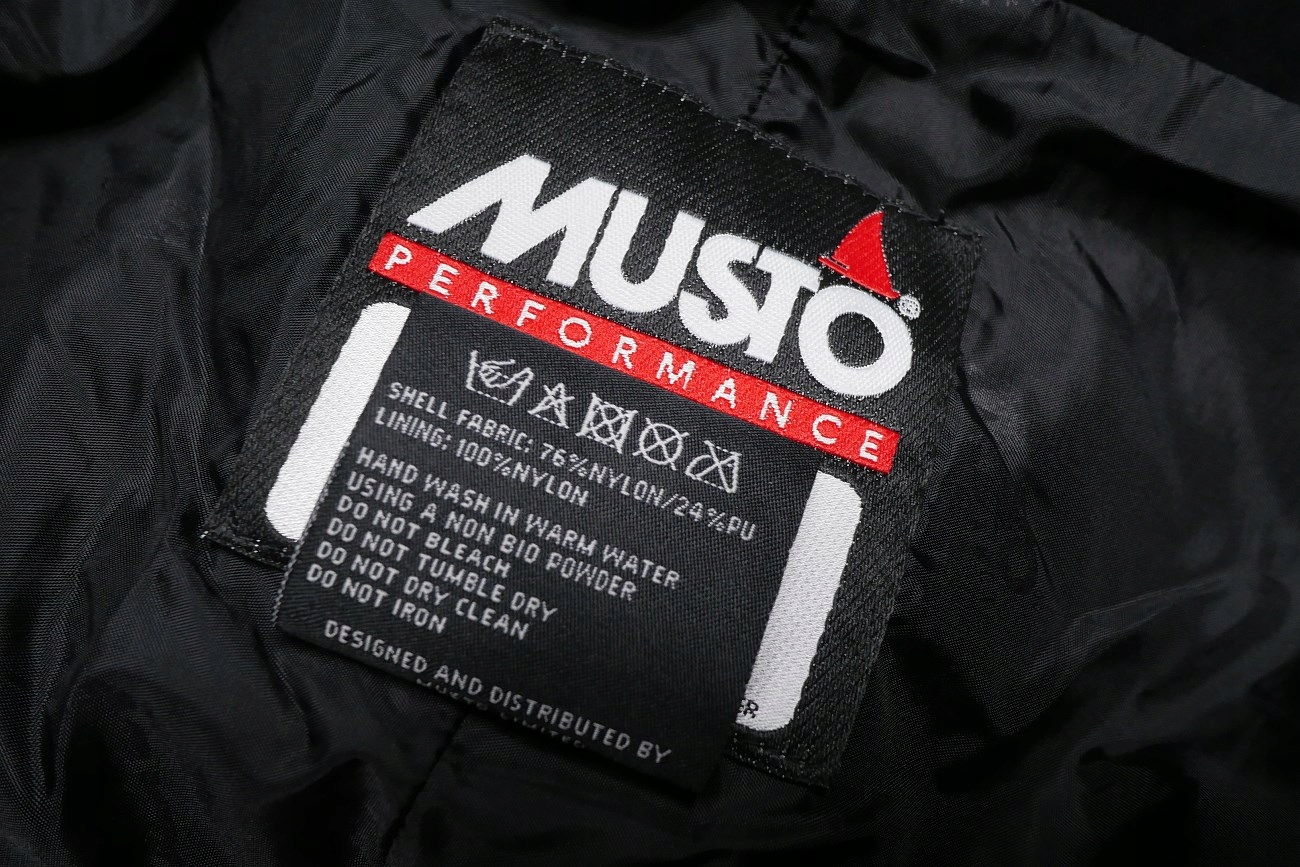 MUSTO®
PERFORMANCE
SHELL FABRIC: 76%NYLON/24%PU
LINING: 100%NYLON
HAND WASH IN WARM WATER
USING A NON BIO POWDER
DO NOT BLEACH
DO NOT TUMBLE DRY
DO NOT DRY CLEAN
DO NOT IRON
DESIGNED AND DISTRIBUTED BY